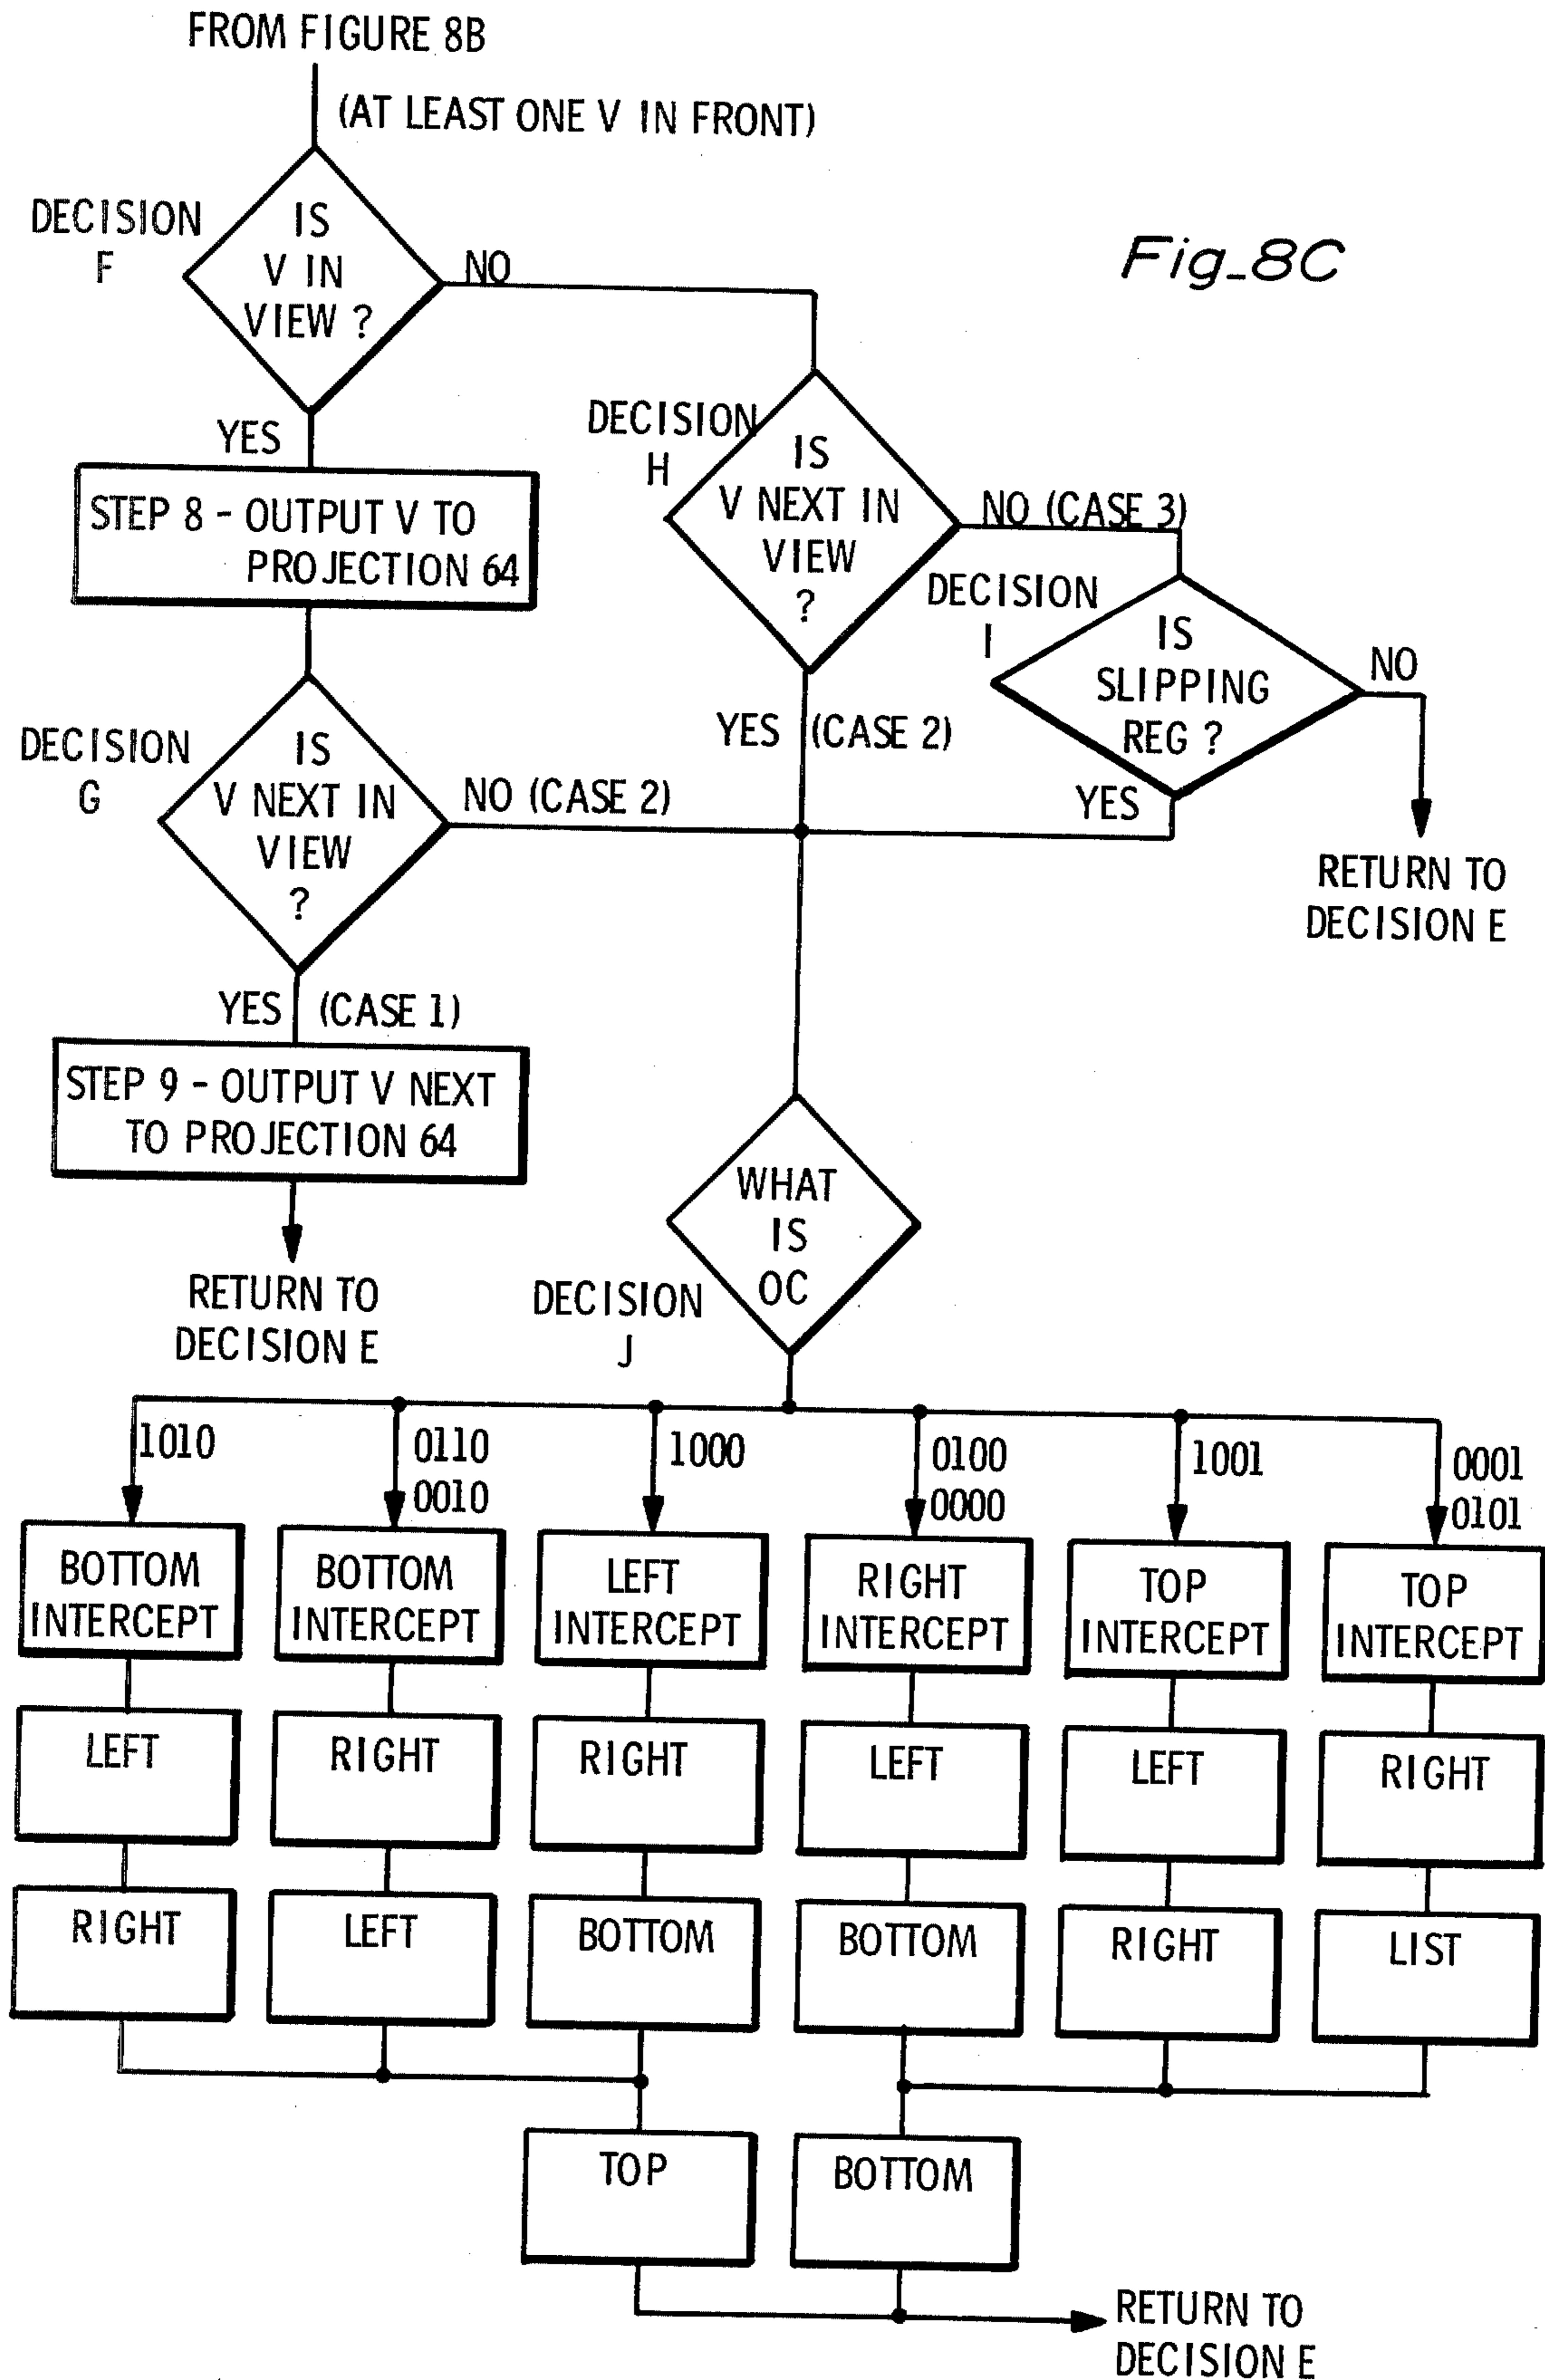 FROM FIGURE 8B
(AT LEAST ONE V IN FRONT)
DECISION
F
IS
V IN
VIEW ?
NO
Fig_8C
YES
STEP 8 - OUTPUT V TO
PROJECTION 64
DECISION
H
IS
V NEXT IN
VIEW
?
NO (CASE 3)
DECISION
I
IS
SLIPPING
REG ?
NO
YES (CASE 2)
YES
RETURN TO
DECISION E
DECISION
G
IS
V NEXT IN
VIEW
?
NO (CASE 2)
YES (CASE 1)
STEP 9 - OUTPUT V NEXT
TO PROJECTION 64
RETURN TO
DECISION E
WHAT
IS
OC
DECISION
J
1010
0110
0010
1000
0100
0000
1001
0001
0101
BOTTOM
INTERCEPT
BOTTOM
INTERCEPT
LEFT
INTERCEPT
RIGHT
INTERCEPT
TOP
INTERCEPT
TOP
INTERCEPT
LEFT
RIGHT
RIGHT
LEFT
LEFT
RIGHT
RIGHT
LEFT
BOTTOM
BOTTOM
RIGHT
LIST
TOP
BOTTOM
RETURN TO
DECISION E